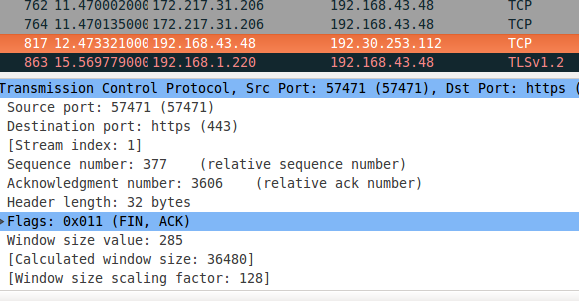 762 11.470002000 172.217.31.206 192.168.43.48 TCP
764 11.470135000 172.217.31.206 192.168.43.48 TCP
817 12.473321000 192.168.43.48 192.30.253.112 TCP
863 15.569779000 192.168.1.220 192.168.43.48 TLSv1.2
Transmission Control Protocol, Src Port: 57471 (57471), Dst Port: https (
Source port: 57471 (57471)
Destination port: https (443)
[Stream index: 1]
Sequence number: 377 (relative sequence number)
Acknowledgment number: 3606 (relative ack number)
Header length: 32 bytes
Flags: 0x011 (FIN, ACK)
Window size value: 285
[Calculated window size: 36480]
[Window size scaling factor: 128]